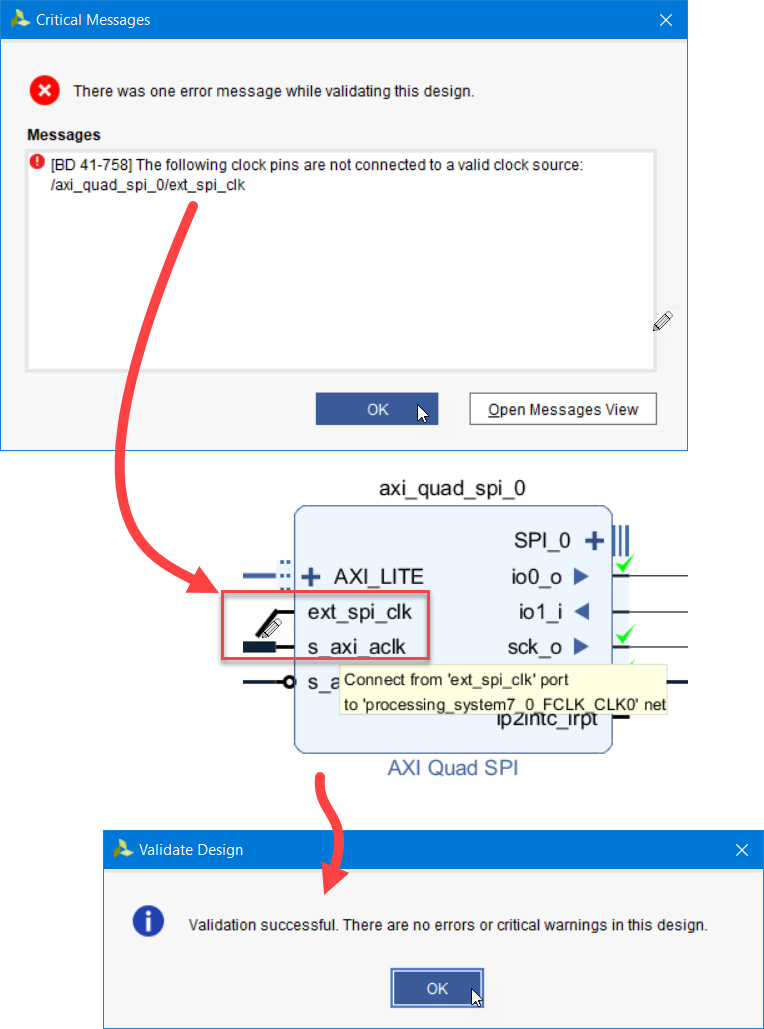 Critical Messages
There was one error message while validating this design.
Messages
[BD 41-758] The following clock pins are not connected to a valid clock source:
/axi_quad_spi_0/ext_spi_clk
OK
Open Messages View
axi_quad_spi_0
SPI_0
AXI_LITE
io0_o
ext_spi_clk
io1_i
s_axi_aclk
sck_o
s_a
Connect from 'ext_spi_clk' port
to 'processing_system7_0_FCLK_CLK0' net
ip2intc_irpt
AXI Quad SPI
Validate Design
Validation successful. There are no errors or critical warnings in this design.
OK